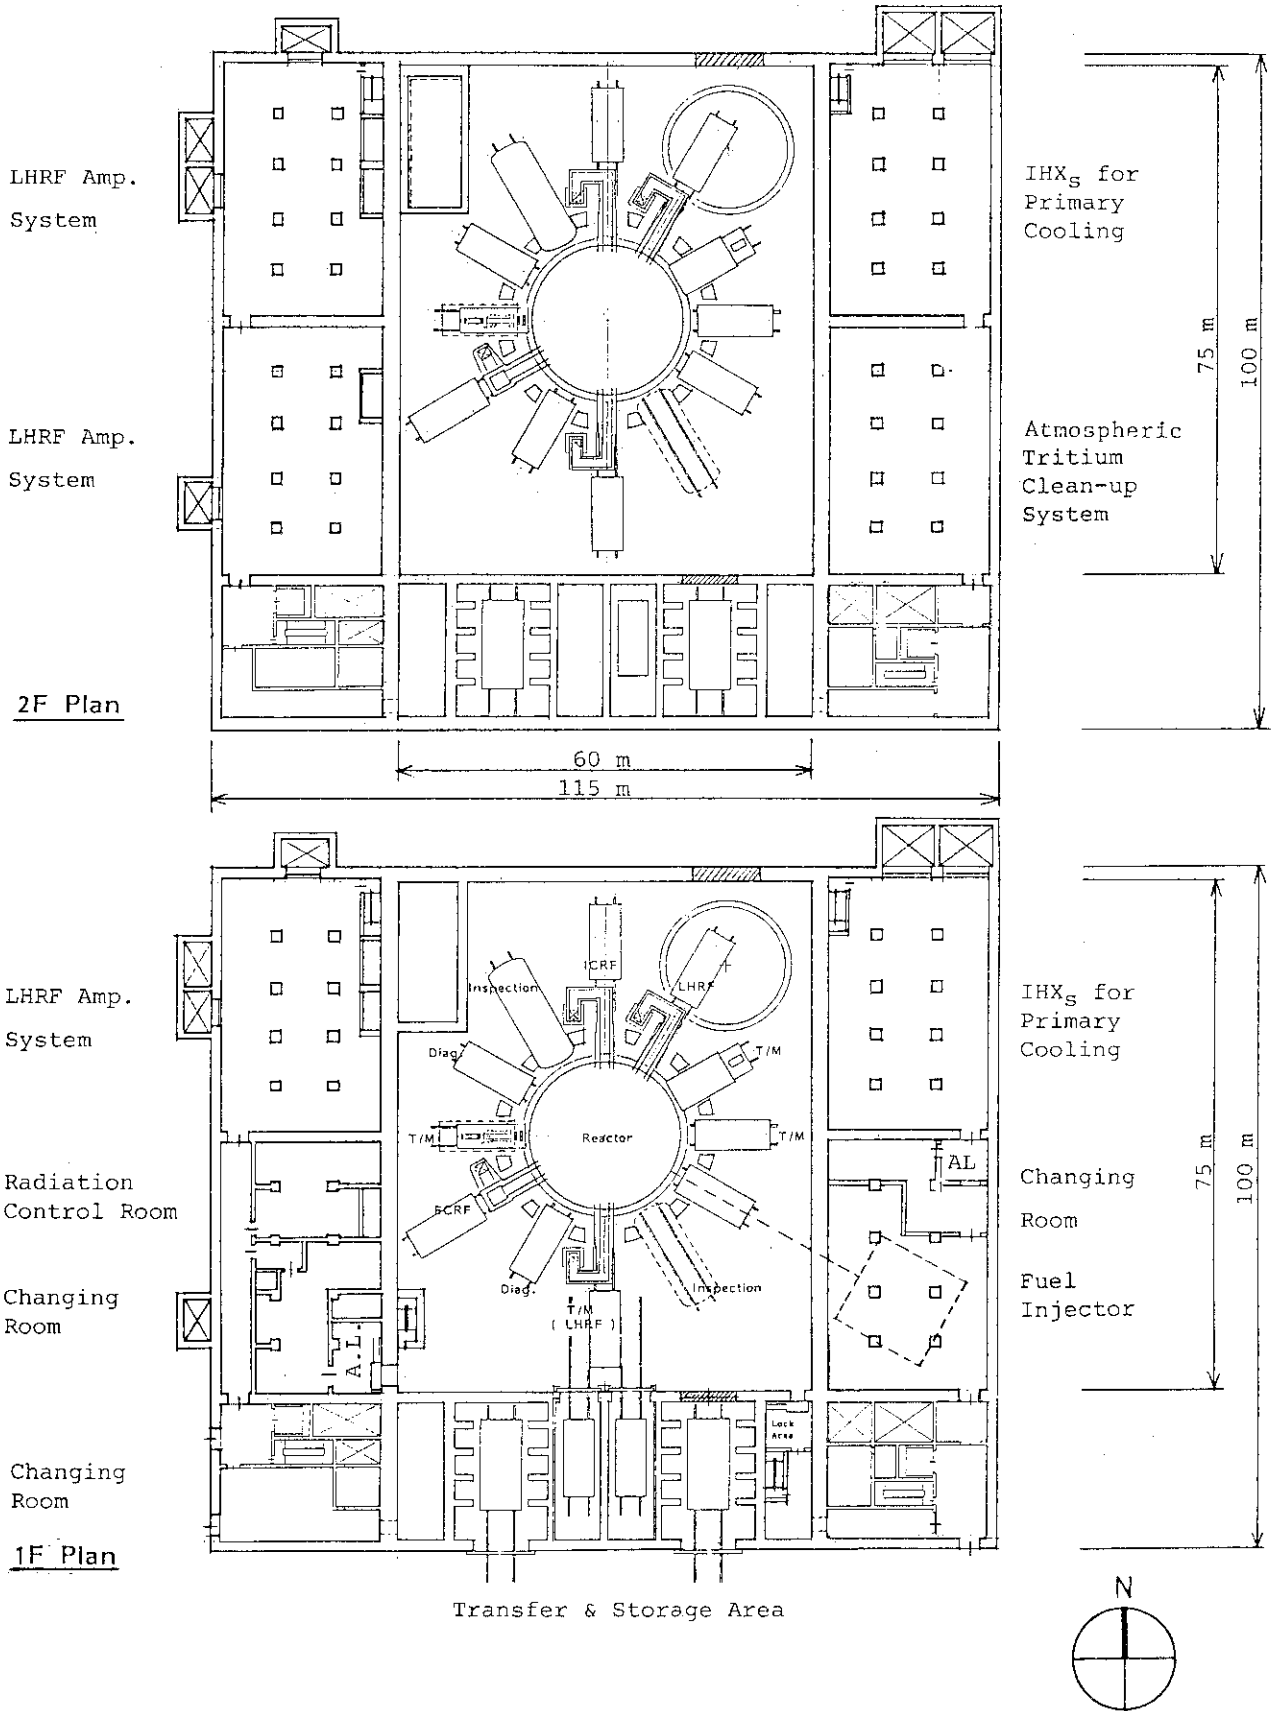 LHRF Amp.
System
IHXS for
Primary
Cooling
LHRF Amp.
System
Atmospheric
Tritium
Clean-up
System
75 m
100 m
2F Plan
60 m
115 m
ICRF
Inspection
LHRF
LHRF Amp.
System
IHXS for
Primary
Cooling
Diag.
T/M
T/M
Reactor
T/M
Radiation
Control Room
AL
Changing
Room
75 m
100 m
ECRF
Changing
Room
A.L.
Diag.
T/M
( LHRF )
Inspection
Fuel
Injector
Lock
Area
Changing
Room
1F Plan
Transfer & Storage Area
N